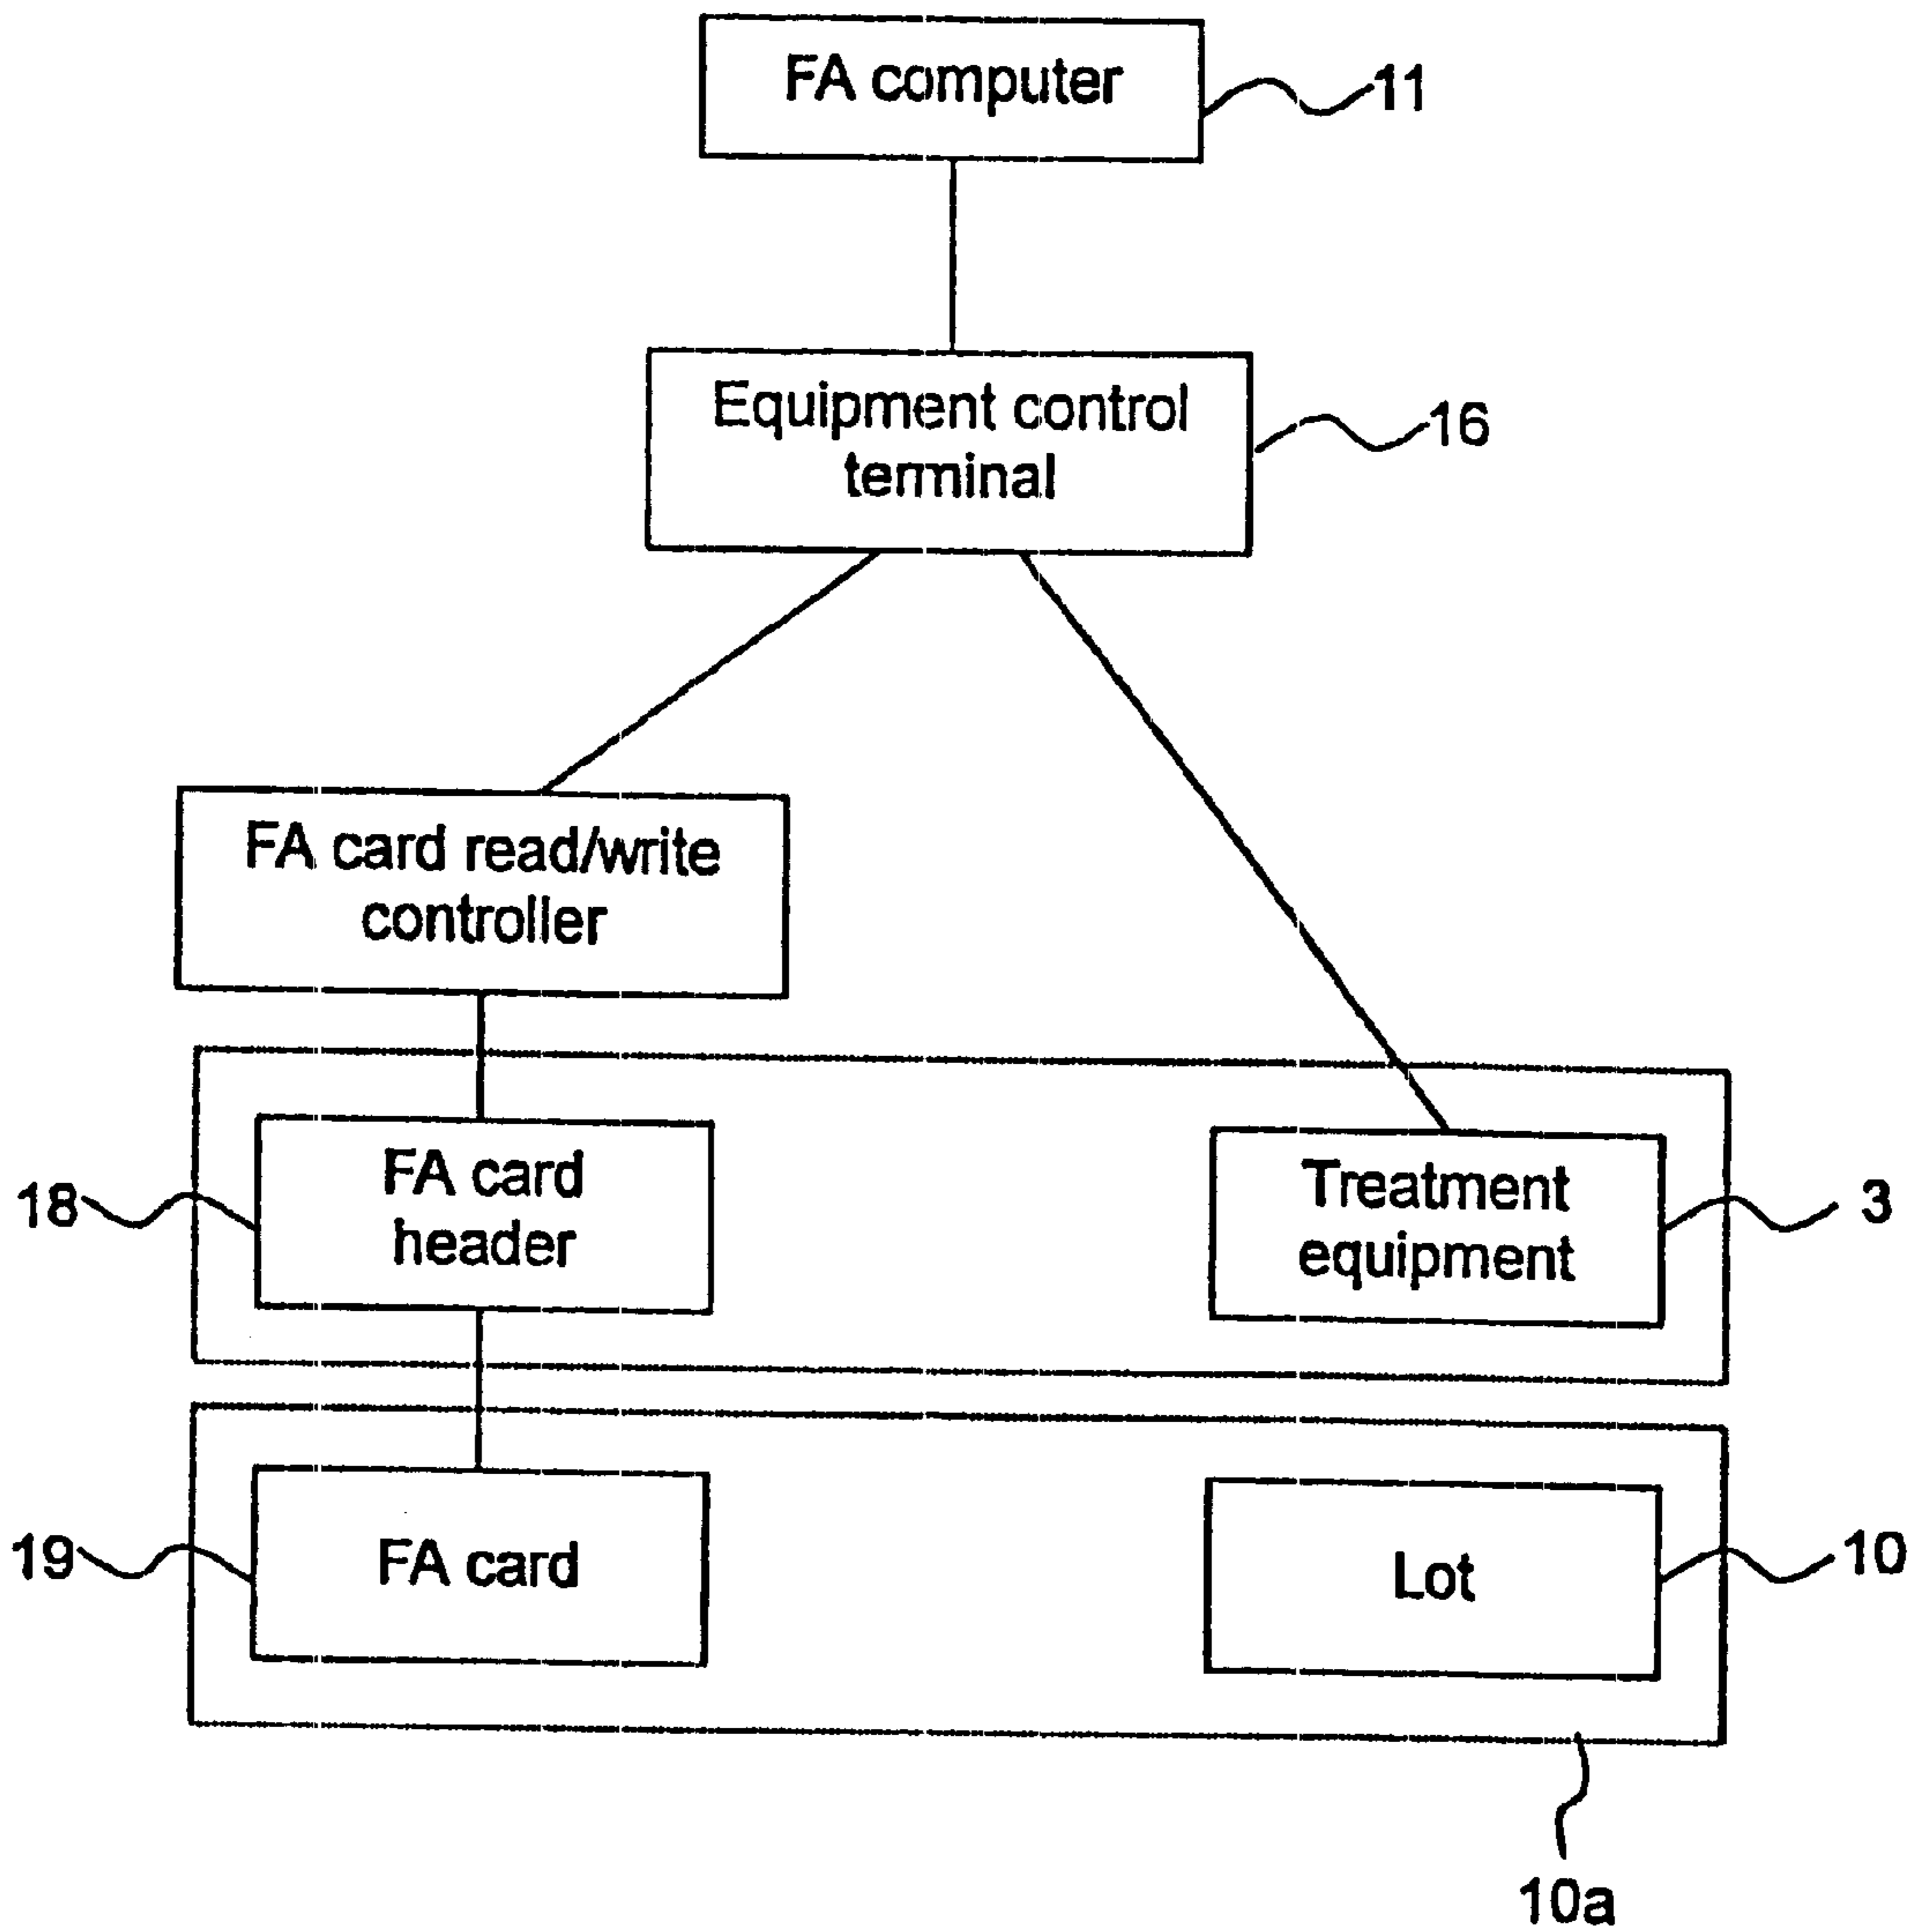 FA computer
11
Equipment control
terminal
16
FA card read/write
controller
18
FA card
header
Treatment
equipment
3
19
FA card
Lot
10
10a